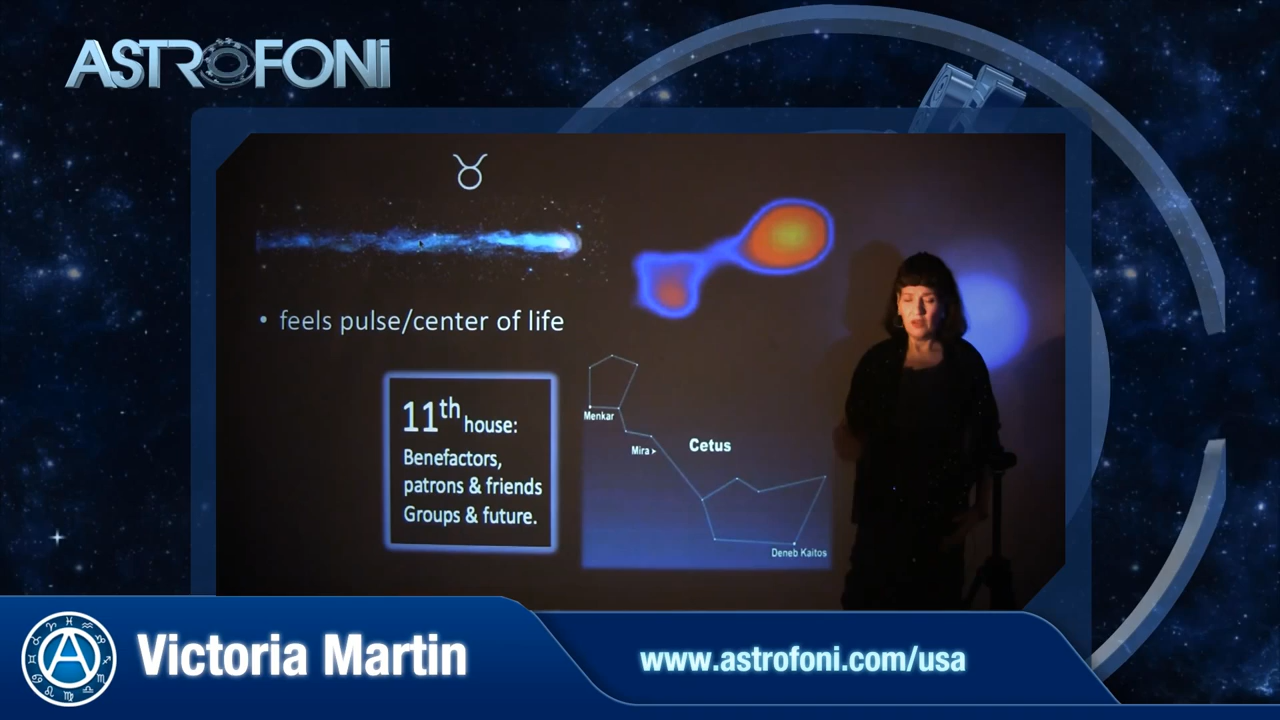 ASTROFONi
♉
• feels pulse/center of life
11th
house:
Benefactors,
patrons & friends
Groups & future.
Menkar
Mira
Cetus
Deneb Kaitos
Victoria Martin
www.astrofoni.com/usa